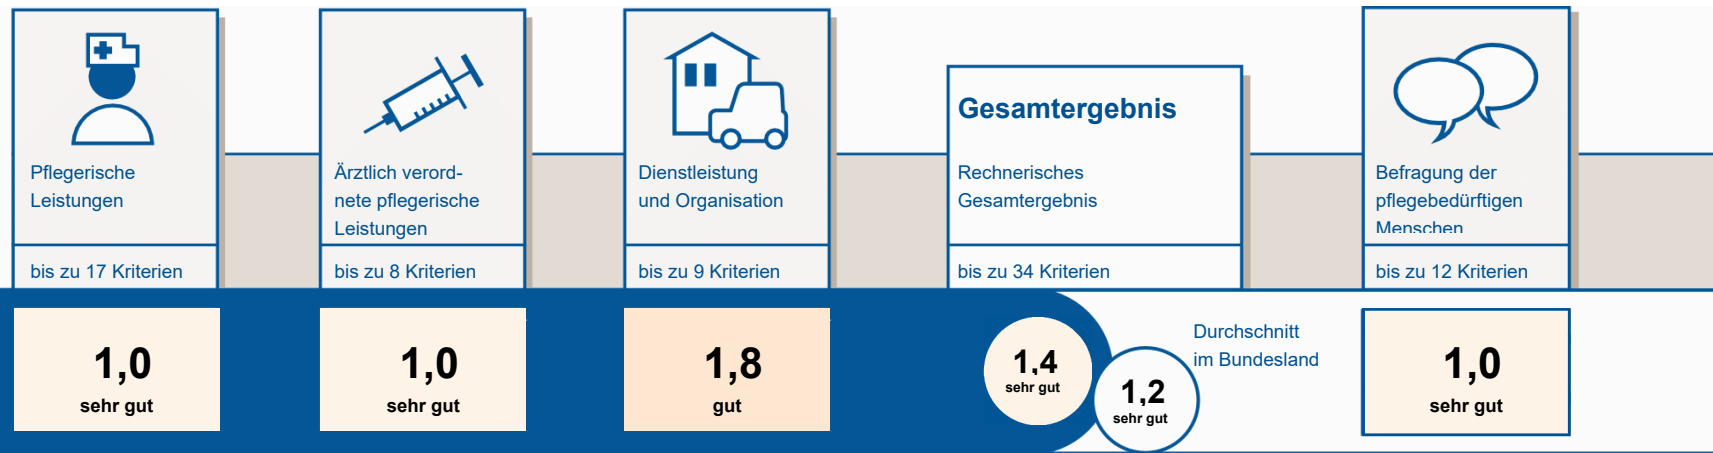 Pflegerische
Leistungen
bis zu 17 Kriterien
1,0
sehr gut
Ärztlich verord-
nete pflegerische
Leistungen
bis zu 8 Kriterien
1,0
sehr gut
Dienstleistung
und Organisation
bis zu 9 Kriterien
1,8
gut
Gesamtergebnis
Rechnerisches
Gesamtergebnis
bis zu 34 Kriterien
1,4
sehr gut
Durchschnitt
im Bundesland
1,2
sehr gut
Befragung der
pflegebedürftigen
Menschen
bis zu 12 Kriterien
1,0
sehr gut